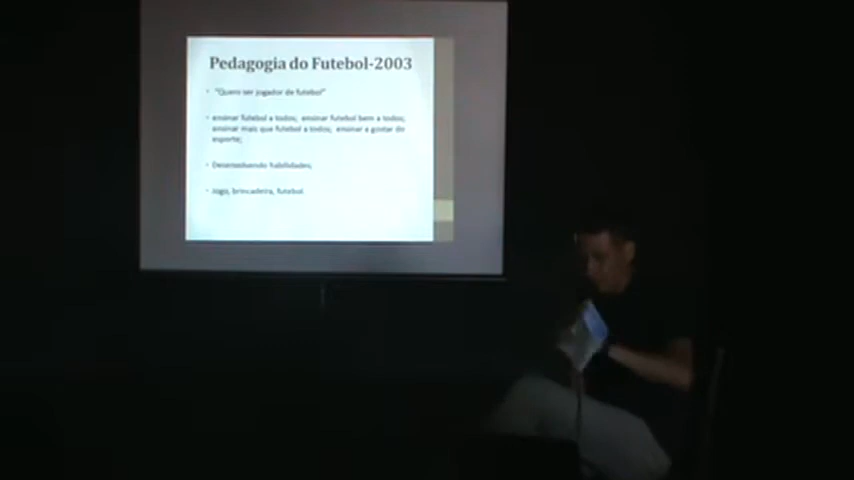 Pedagogia do Futebol-2003
• "Quero ser jogador de futebol"
• ensinar futebol a todos; ensinar futebol bem a todos;
ensinar mais que futebol a todos; ensinar a gostar do
esporte;
• Desenvolvendo habilidades;
• Jogo, brincadeira, futebol.